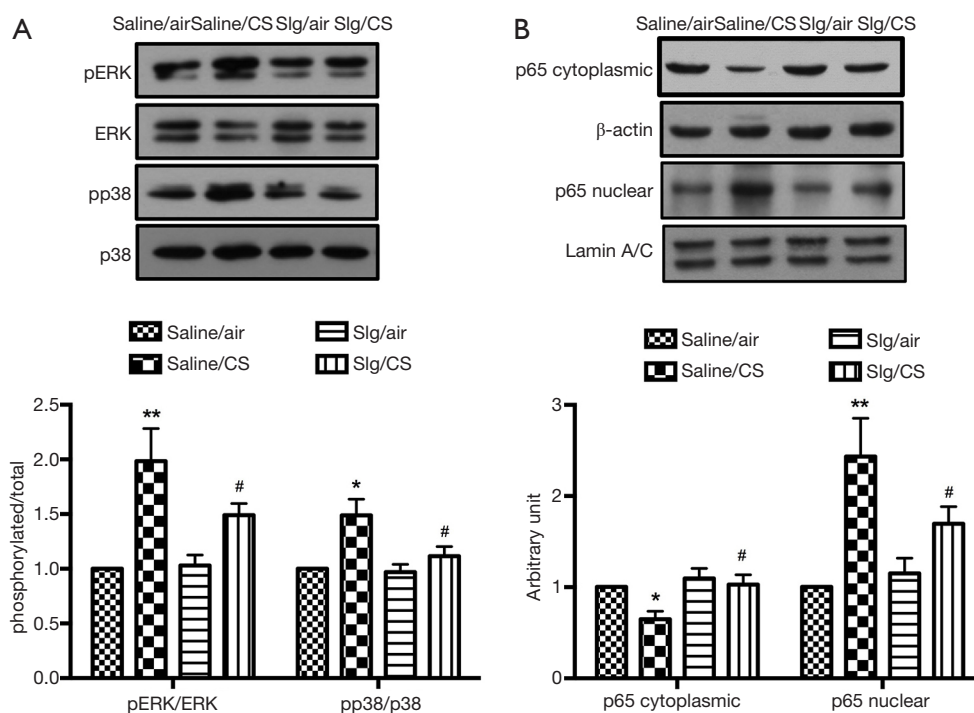 A
Saline/air Saline/CS Slg/air Slg/CS
pERK
ERK
pp38
p38
Saline/air Slg/air
Saline/CS Slg/CS
phosphorylated/total
2.5
2.0
1.5
1.0
0.5
0.0
**
#
*
#
pERK/ERK pp38/p38
B
Saline/air Saline/CS Slg/air Slg/CS
p65 cytoplasmic
β-actin
p65 nuclear
Lamin A/C
Saline/air Slg/air
Saline/CS Slg/CS
Arbitrary unit
3
2
1
0
*
#
**
#
p65 cytoplasmic p65 nuclear